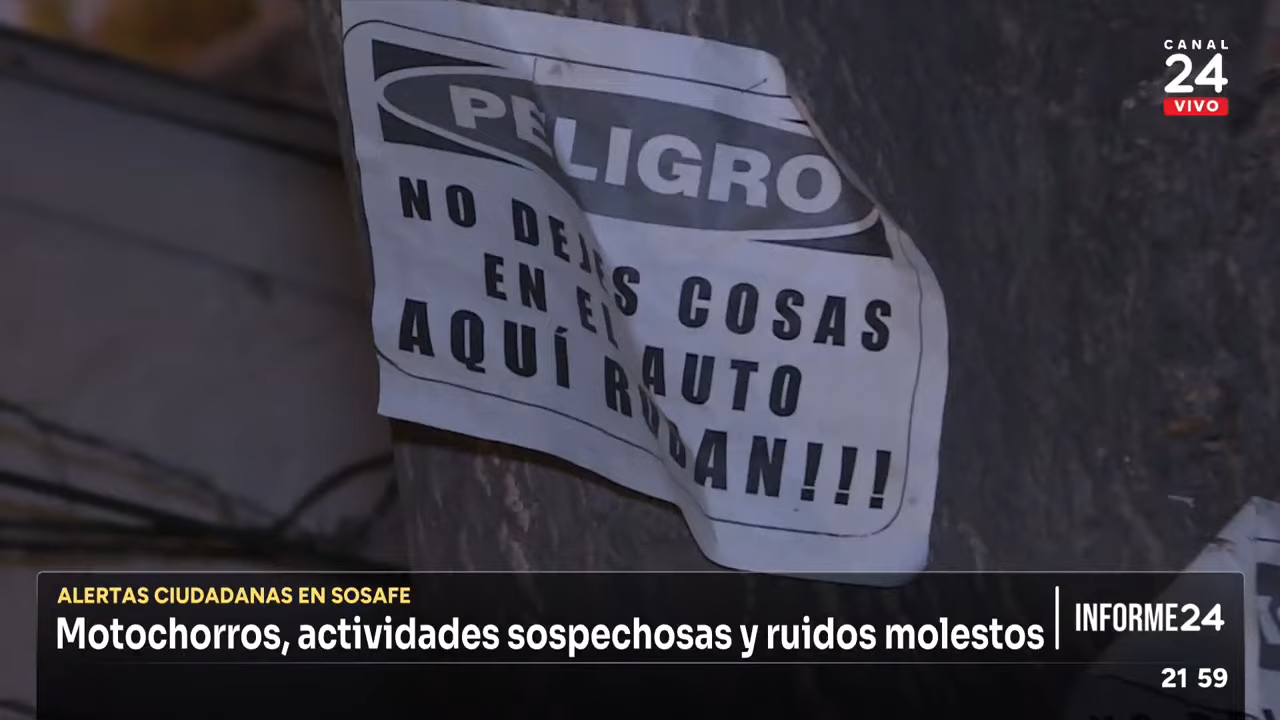 CANAL
24
VIVO
PELIGRO
NO DEJES COSAS
EN EL AUTO
AQUÍ ROBAN!!!
ALERTAS CIUDADANAS EN SOSAFE
Motochorros, actividades sospechosas y ruidos molestos
INFORME24
21 59